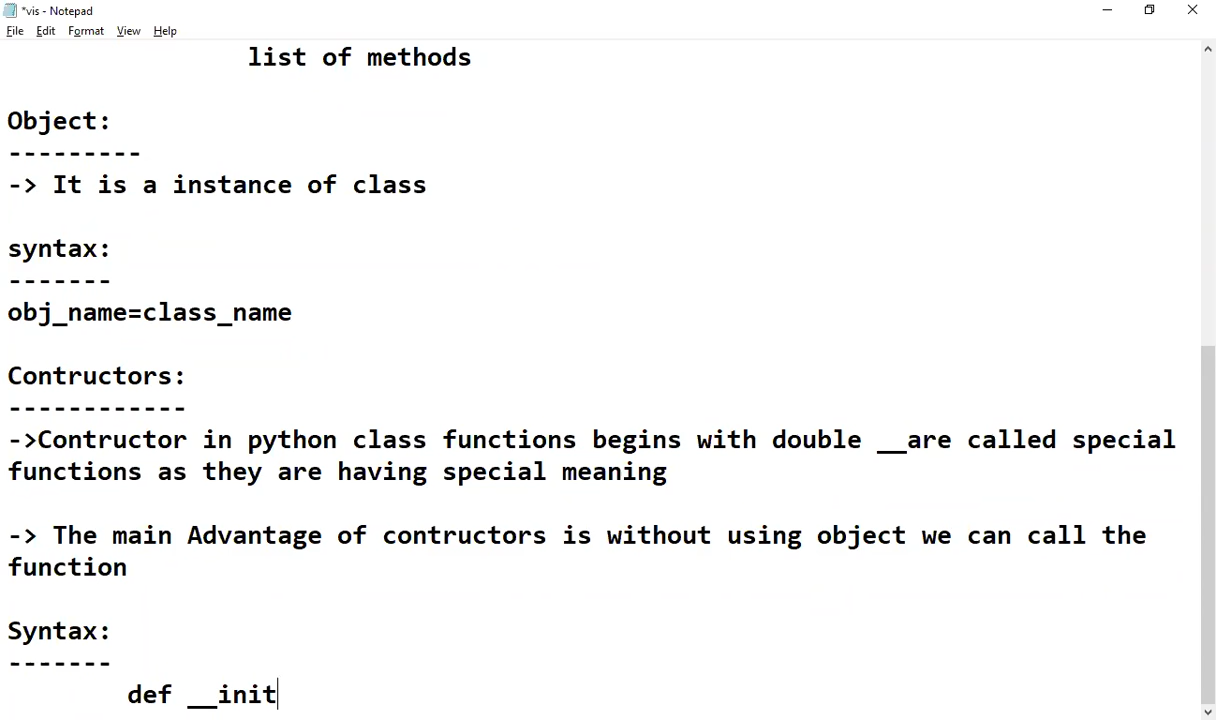 *vis - Notepad
File Edit Format View Help
list of methods
Object:
---------
-> It is a instance of class
syntax:
-------
obj_name=class_name
Contructors:
------------
->Contructor in python class functions begins with double __are called special
functions as they are having special meaning
-> The main Advantage of contructors is without using object we can call the
function
Syntax:
-------
def __init